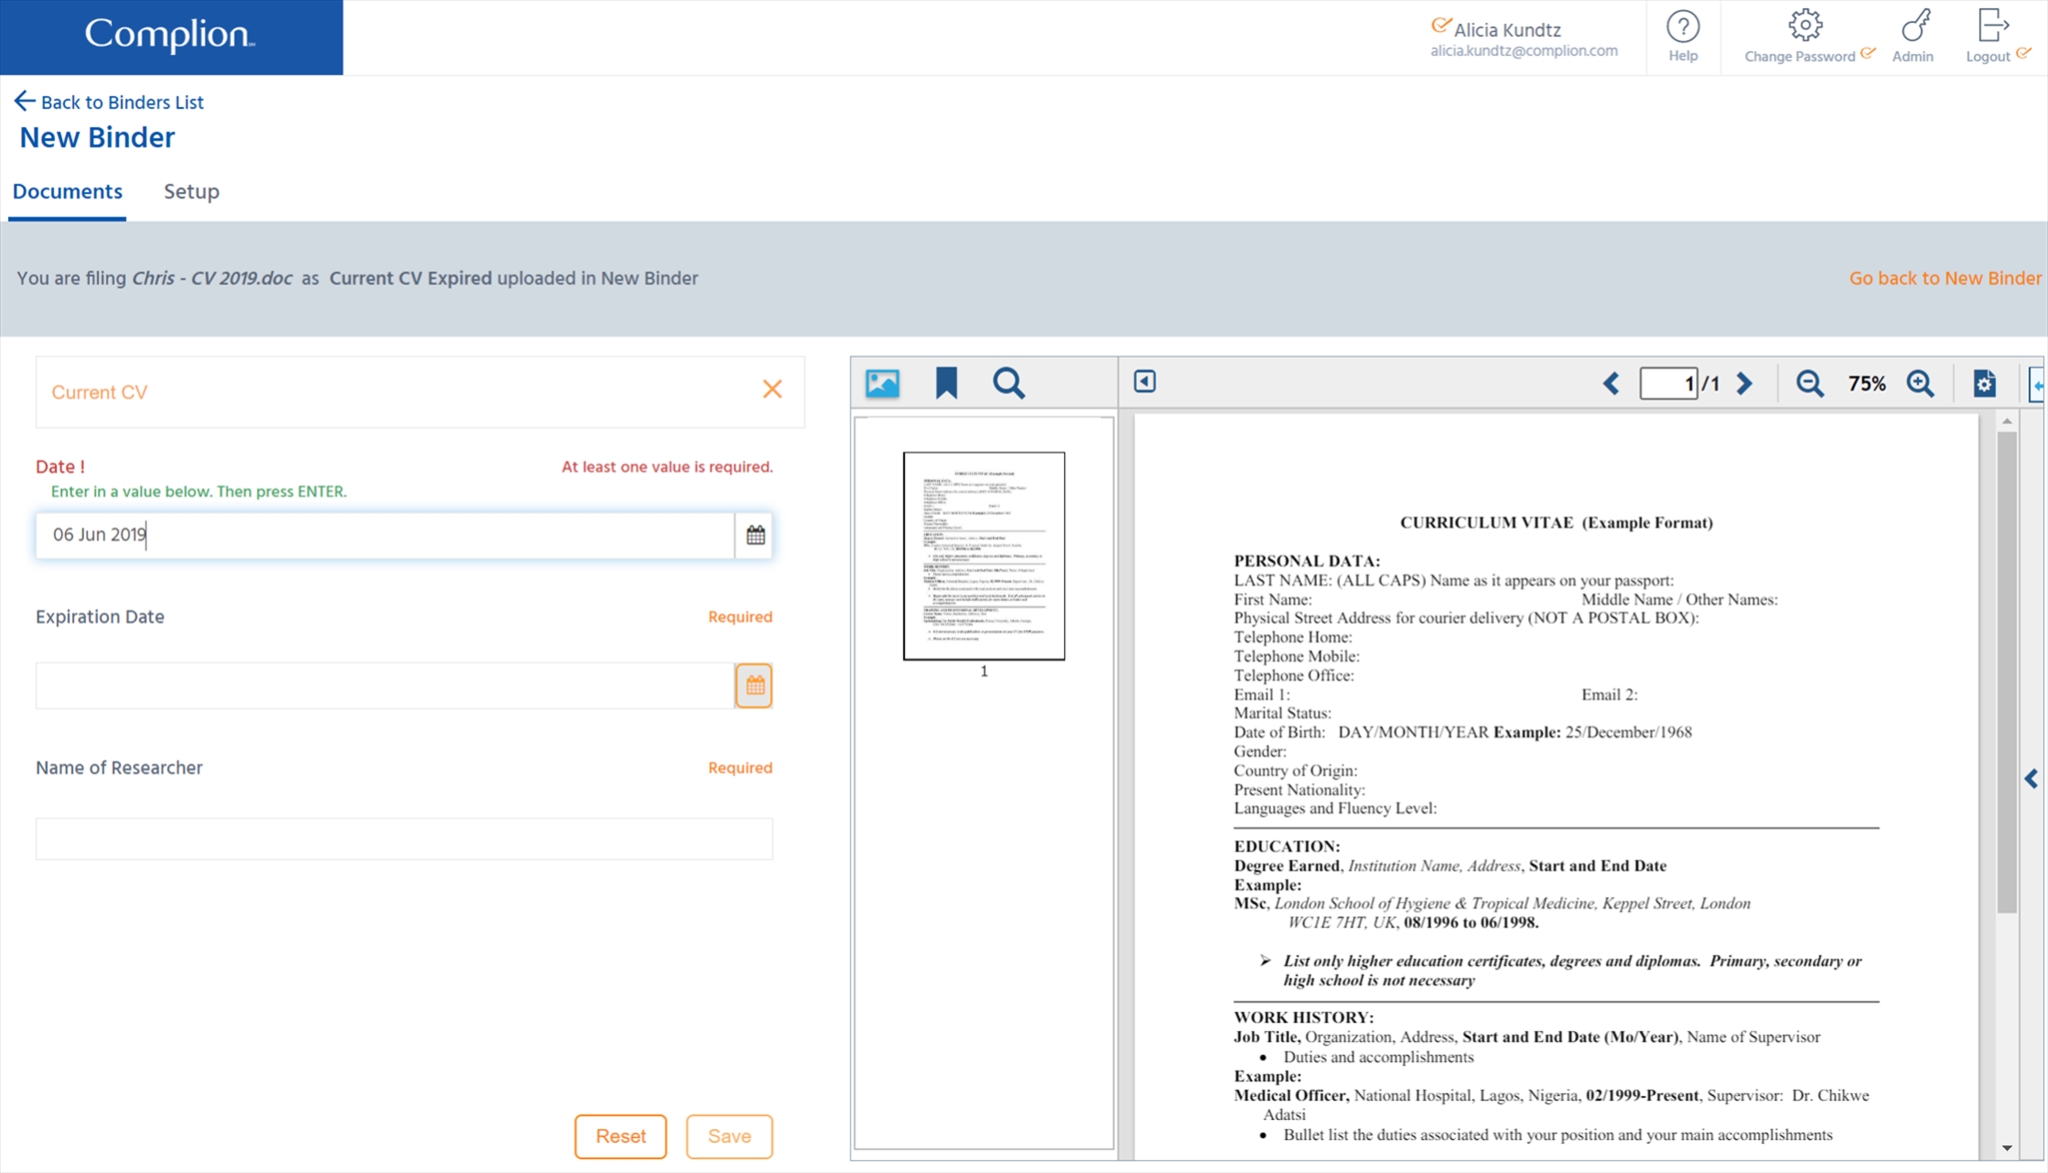 Complion
Alicia Kundtz
alicia.kundtz@complion.com
Help
Change Password
Admin
Logout
Back to Binders List
New Binder
Documents Setup
You are filing Chris - CV 2019.doc as Current CV Expired uploaded in New Binder
Go back to New Binder
Current CV
Date ! At least one value is required.
Enter in a value below. Then press ENTER.
06 Jun 2019
Expiration Date Required
Name of Researcher Required
Reset Save
1
1 /1 75%
CURRICULUM VITAE (Example Format)
PERSONAL DATA:
LAST NAME: (ALL CAPS) Name as it appears on your passport:
First Name: Middle Name / Other Names:
Physical Street Address for courier delivery (NOT A POSTAL BOX):
Telephone Home:
Telephone Mobile:
Telephone Office:
Email 1: Email 2:
Marital Status:
Date of Birth: DAY/MONTH/YEAR Example: 25/December/1968
Gender:
Country of Origin:
Present Nationality:
Languages and Fluency Level:
EDUCATION:
Degree Earned, Institution Name, Address, Start and End Date
Example:
MSc, London School of Hygiene & Tropical Medicine, Keppel Street, London
WC1E 7HT, UK, 08/1996 to 06/1998.
➢ List only higher education certificates, degrees and diplomas. Primary, secondary or
high school is not necessary
WORK HISTORY:
Job Title, Organization, Address, Start and End Date (Mo/Year), Name of Supervisor
• Duties and accomplishments
Example:
Medical Officer, National Hospital, Lagos, Nigeria, 02/1999-Present, Supervisor: Dr. Chikwe
Adatsi
• Bullet list the duties associated with your position and your main accomplishments